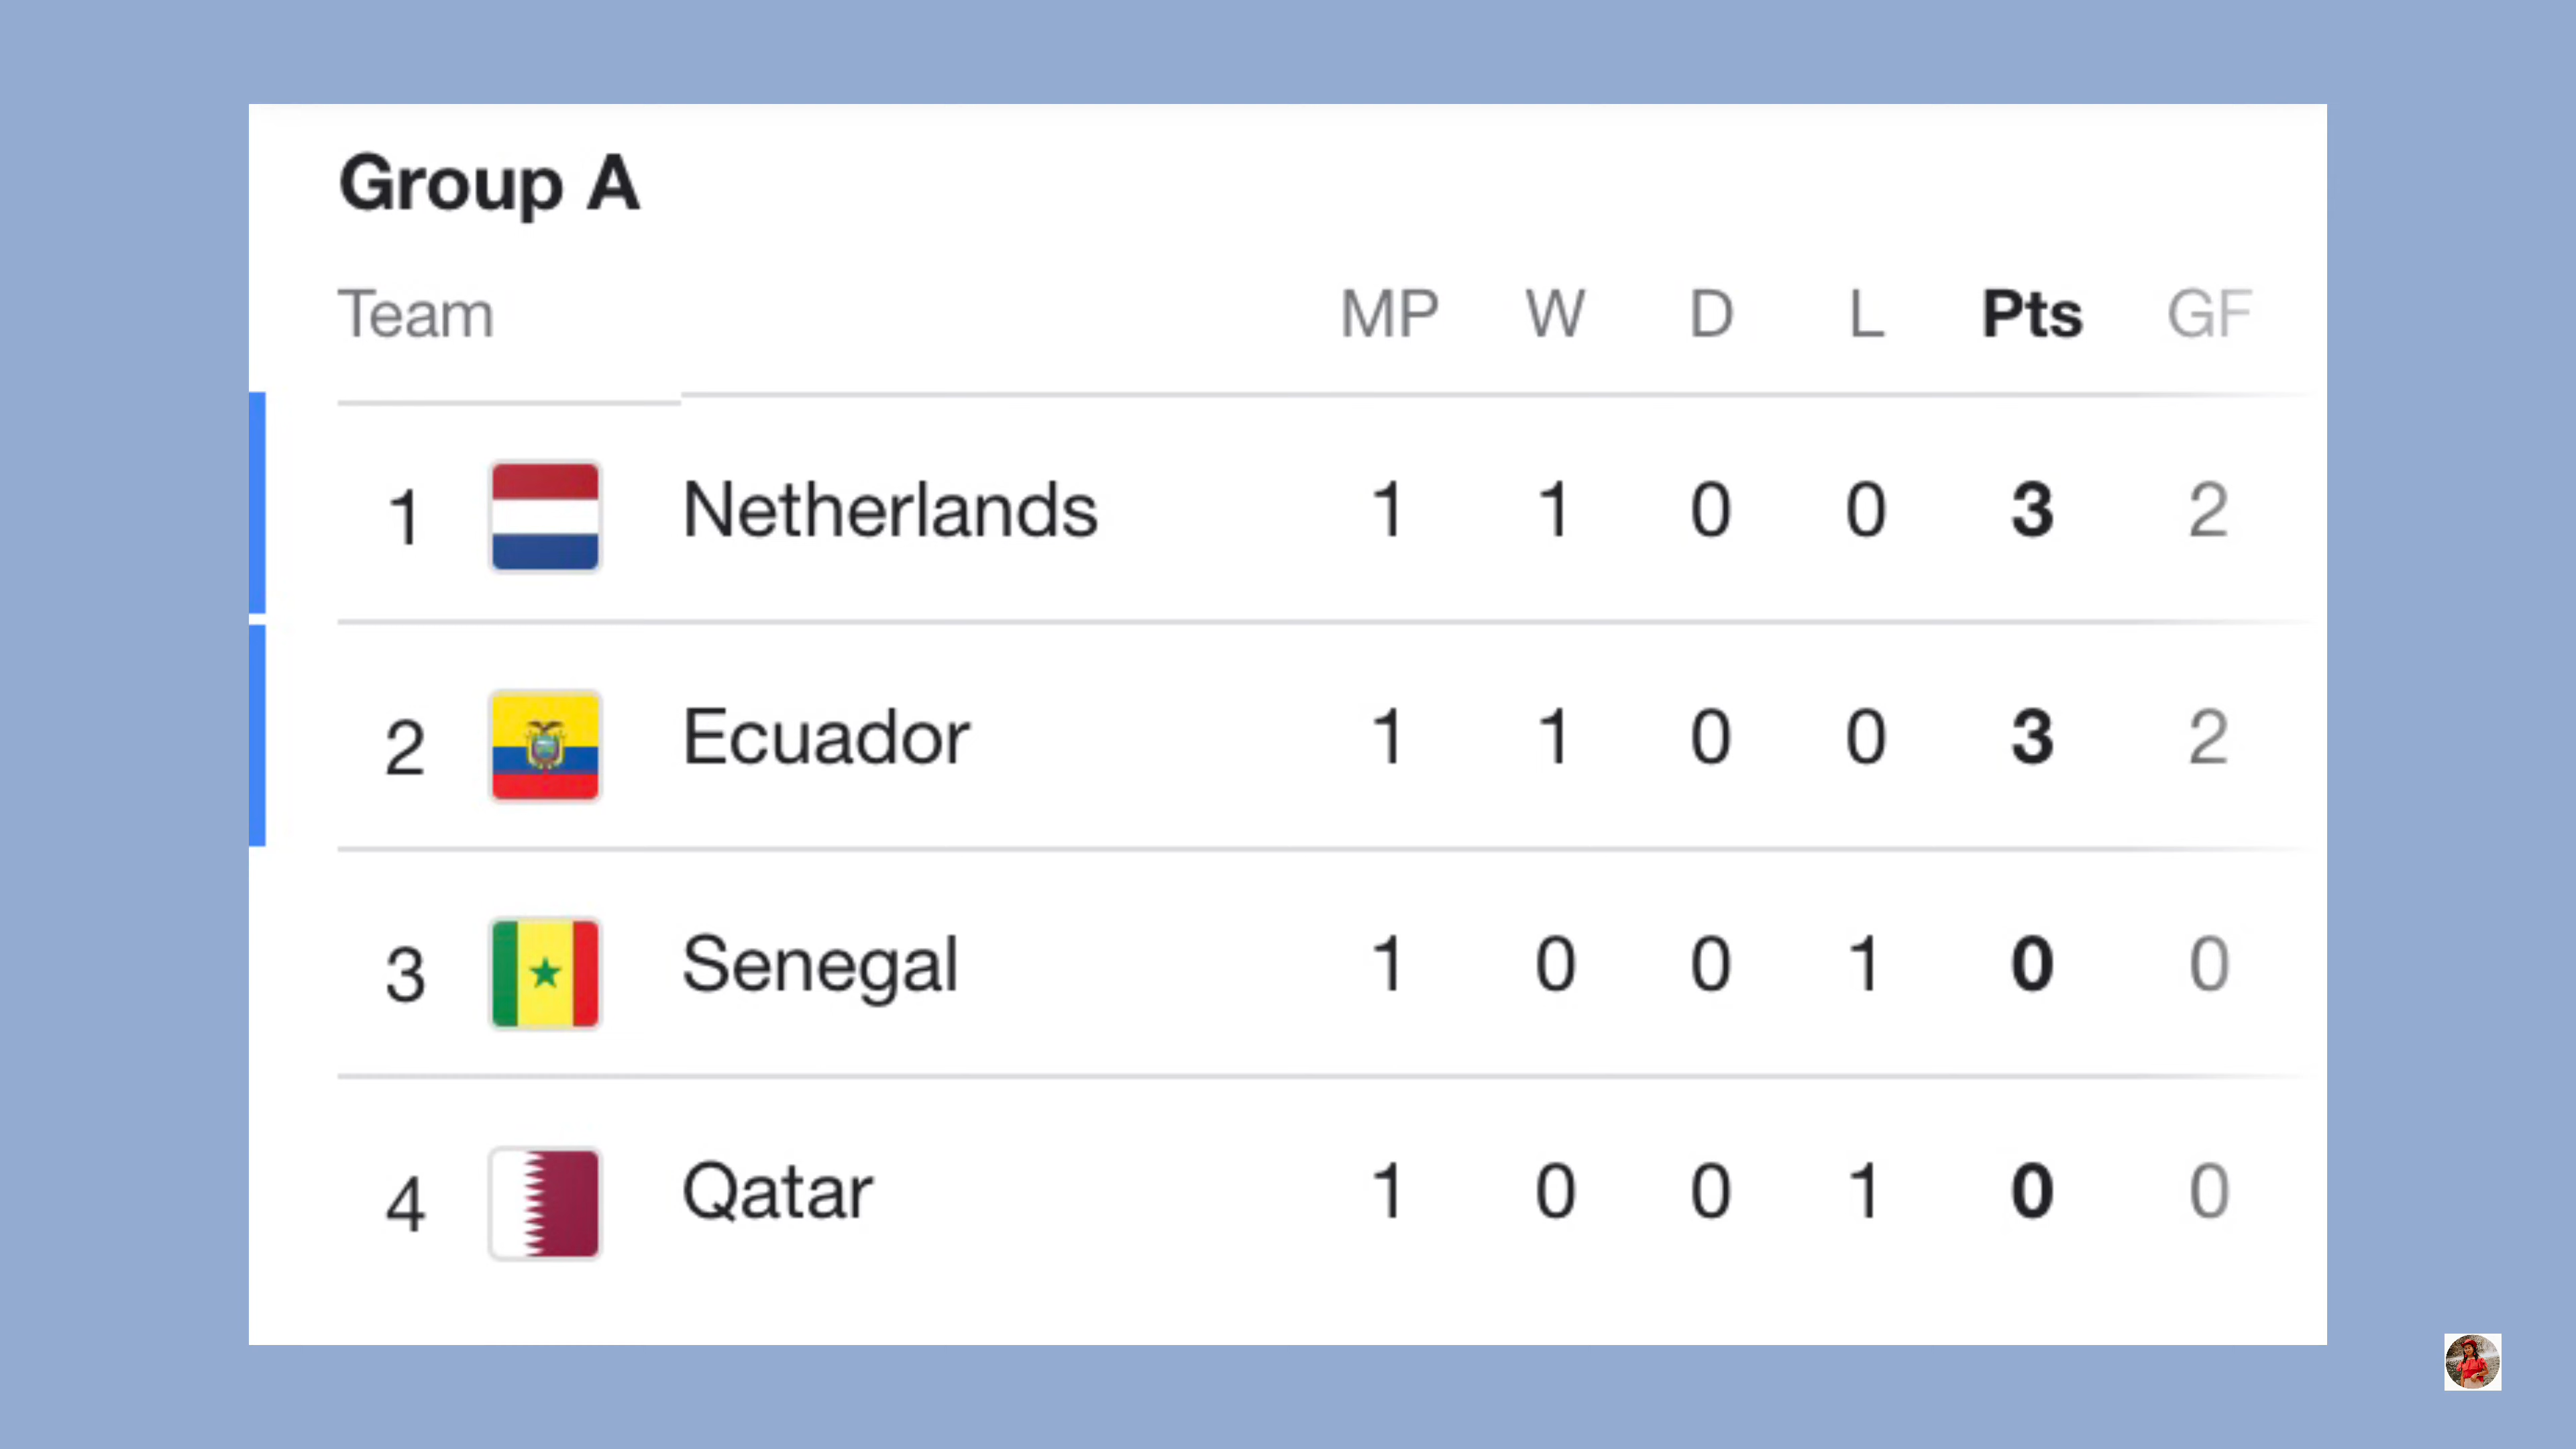 Group A
Team MP W D L Pts GF
1 Netherlands 1 1 0 0 3 2
2 Ecuador 1 1 0 0 3 2
3 Senegal 1 0 0 1 0 0
4 Qatar 1 0 0 1 0 0